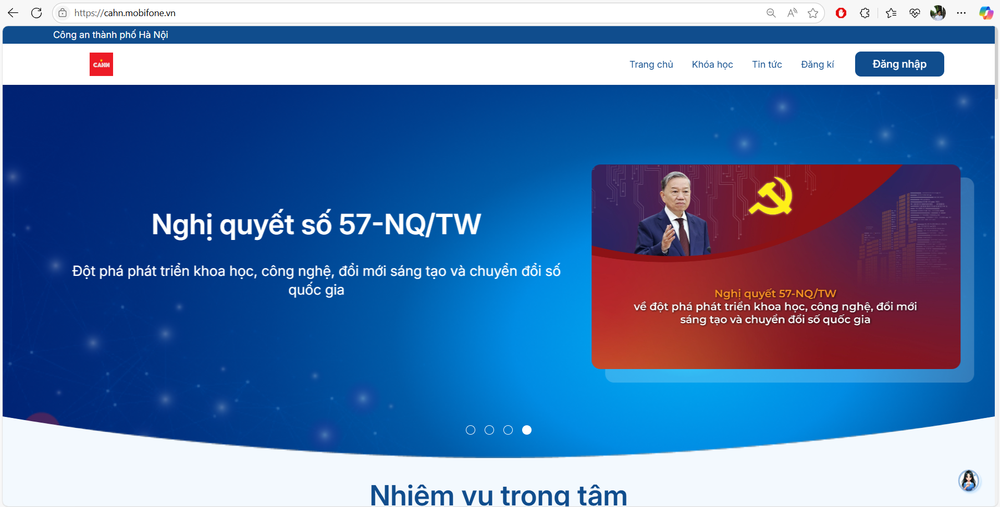 https://cahn.mobifone.vn
Công an thành phố Hà Nội
CAHN
Trang chủ
Khóa học
Tin tức
Đăng kí
Đăng nhập
Nghị quyết số 57-NQ/TW
Đột phá phát triển khoa học, công nghệ, đổi mới sáng tạo và chuyển đổi số
quốc gia
Nghị quyết 57-NQ/TW
về đột phá phát triển khoa học, công nghệ, đổi mới
sáng tạo và chuyển đổi số quốc gia
Nhiệm vụ trọng tâm